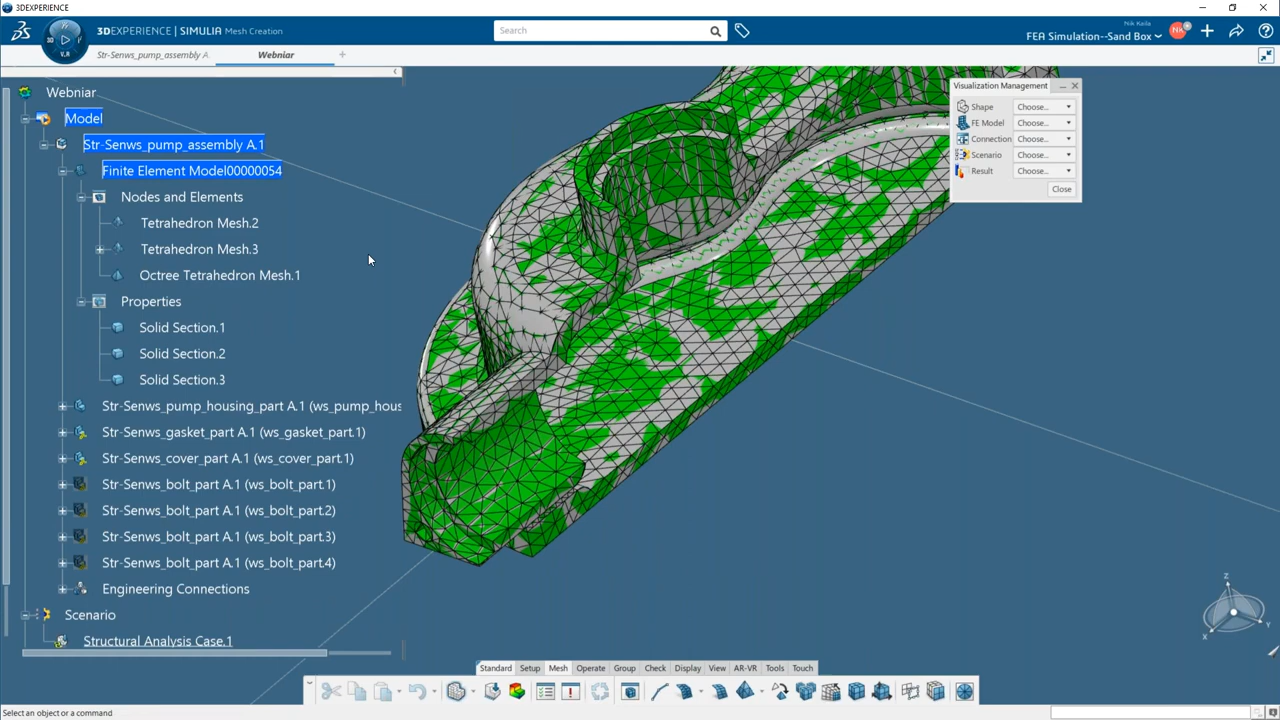 3DEXPERIENCE
3DEXPERIENCE | SIMULIA Mesh Creation
Search
Nik Kaila
FEA Simulation--Sand Box
NK
3D
V.R
Str-Senws_pump_assembly A
Webniar
Webniar
Model
Str-Senws_pump_assembly A.1
Finite Element Model00000054
Nodes and Elements
Tetrahedron Mesh.2
Tetrahedron Mesh.3
Octree Tetrahedron Mesh.1
Properties
Solid Section.1
Solid Section.2
Solid Section.3
Str-Senws_pump_housing_part A.1 (ws_pump_hous
Str-Senws_gasket_part A.1 (ws_gasket_part.1)
Str-Senws_cover_part A.1 (ws_cover_part.1)
Str-Senws_bolt_part A.1 (ws_bolt_part.1)
Str-Senws_bolt_part A.1 (ws_bolt_part.2)
Str-Senws_bolt_part A.1 (ws_bolt_part.3)
Str-Senws_bolt_part A.1 (ws_bolt_part.4)
Engineering Connections
Scenario
Structural Analysis Case.1
Visualization Management
Shape Choose...
FE Model Choose...
Connection Choose...
Scenario Choose...
Result Choose...
Close
Z
Y
X
Standard Setup Mesh Operate Group Check Display View AR-VR Tools Touch
Select an object or a command